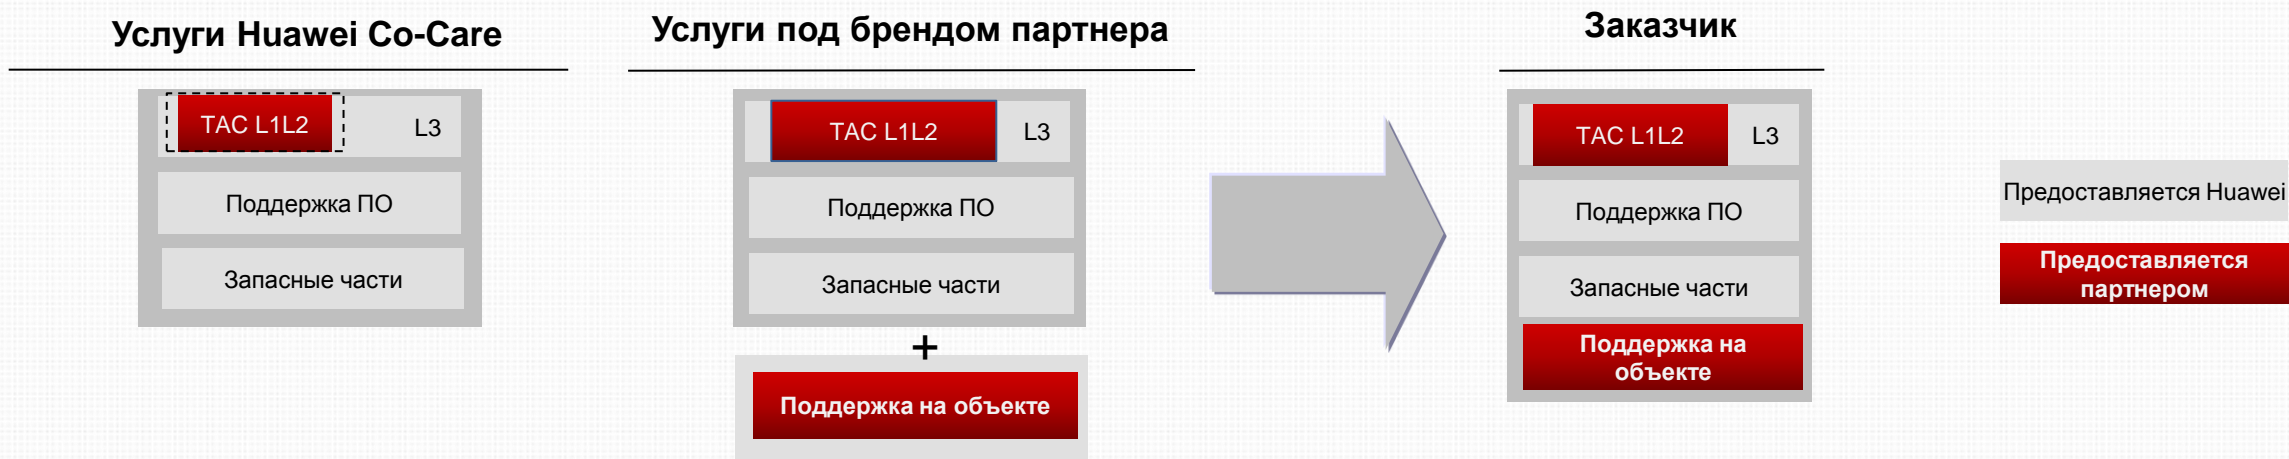 Услуги Huawei Co-Care
TAC L1L2
L3
Поддержка ПО
Запасные части
Услуги под брендом партнера
TAC L1L2
L3
Поддержка ПО
Запасные части
+
Поддержка на объекте
Заказчик
TAC L1L2
L3
Поддержка ПО
Запасные части
Поддержка на
объекте
Предоставляется Huawei
Предоставляется
партнером